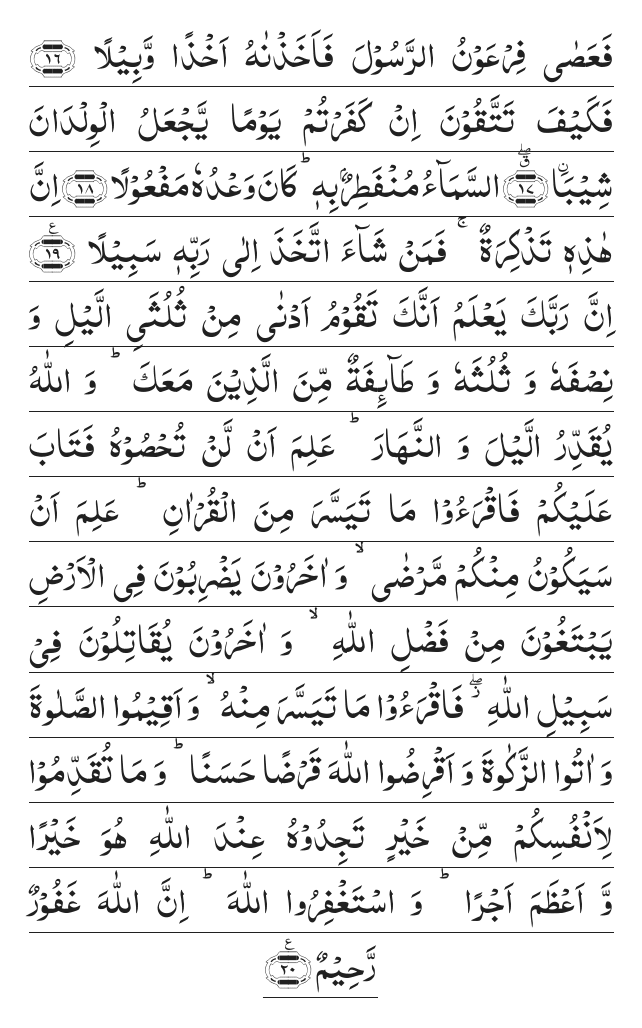 فَعَصٰى فِرۡعَوۡنُ الرَّسُوۡلَ فَاَخَذۡنٰهُ اَخۡذًا وَّبِيۡلًا ﴿۱۶﴾
فَكَيۡفَ تَتَّقُوۡنَ اِنۡ كَفَرۡتُمۡ يَوۡمًا يَّجۡعَلُ الۡوِلۡدَانَ
شِيۡبَاۨ ﴿۱۷﴾ۖق السَّمَآءُ مُنۡفَطِرٌۢ بِهٖ‌ؕ كَانَ وَعۡدُهٗ مَفۡعُوۡلًا ﴿۱۸﴾ اِنَّ
هٰذِهٖ تَذۡكِرَةٌ‌ ۚ فَمَنۡ شَآءَ اتَّخَذَ اِلٰى رَبِّهٖ سَبِيۡلًا ﴿۱۹﴾ع
اِنَّ رَبَّكَ يَعۡلَمُ اَنَّكَ تَقُوۡمُ اَدۡنٰى مِنۡ ثُلُثَىِ الَّيۡلِ وَ
نِصۡفَهٗ وَ ثُلُثَهٗ وَ طَآٮِٕفَةٌ مِّنَ الَّذِيۡنَ مَعَكَ‌ ؕ وَ اللّٰهُ
يُقَدِّرُ الَّيۡلَ وَ النَّهَارَ‌ ؕ عَلِمَ اَنۡ لَّنۡ تُحۡصُوۡهُ فَتَابَ
عَلَيۡكُمۡ فَاقۡرَءُوۡا مَا تَيَسَّرَ مِنَ الۡقُرۡاٰنِ‌ ؕ عَلِمَ اَنۡ
سَيَكُوۡنُ مِنۡكُمۡ مَّرۡضٰى‌ ۙ وَ اٰخَرُوۡنَ يَضۡرِبُوۡنَ فِى الۡاَرۡضِ
يَبۡتَغُوۡنَ مِنۡ فَضۡلِ اللّٰهِ‌ ۙ وَ اٰخَرُوۡنَ يُقَاتِلُوۡنَ فِىۡ
سَبِيۡلِ اللّٰهِ ‌ۖز فَاقۡرَءُوۡا مَا تَيَسَّرَ مِنۡهُ‌ ۙ وَ اَقِيۡمُوا الصَّلٰوةَ
وَ اٰتُوا الزَّكٰوةَ وَ اَقۡرِضُوا اللّٰهَ قَرۡضًا حَسَنًا‌ ؕ وَ مَا تُقَدِّمُوۡا
لِاَنۡفُسِكُمۡ مِّنۡ خَيۡرٍ تَجِدُوۡهُ عِنۡدَ اللّٰهِ هُوَ خَيۡرًا
وَّ اَعۡظَمَ اَجۡرًا‌ ؕ وَ اسۡتَغۡفِرُوا اللّٰهَ‌ ؕ اِنَّ اللّٰهَ غَفُوۡرٌ
رَّحِيۡمٌ ﴿۲۰﴾ع